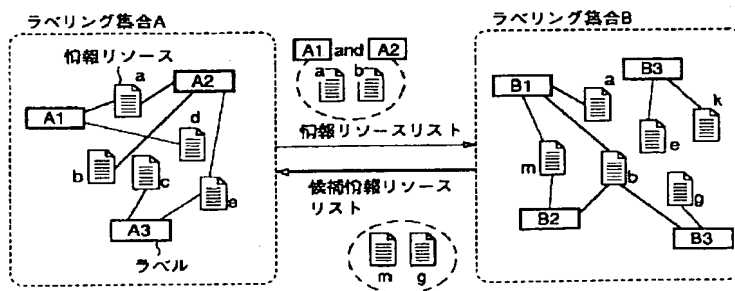 ラベリング集合A
情報リソース
a
A2
A1
d
b
c
e
A3
ラベル
A1 and A2
a b
情報リソースリスト
候補情報リソース
リスト
m g
ラベリング集合B
B1
a
B3
k
e
m
b
g
B2
B3